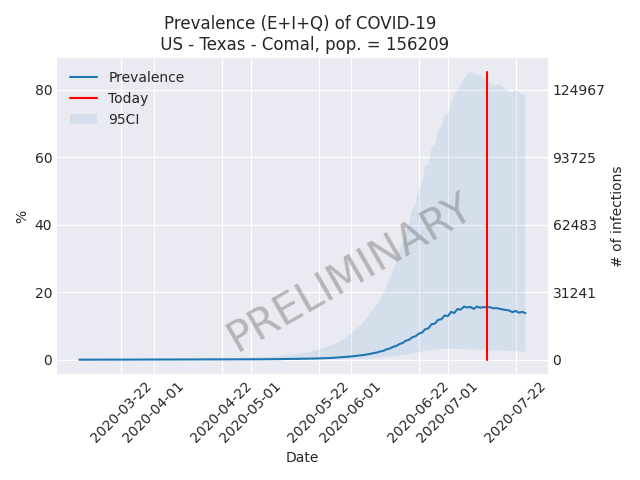 Prevalence (E+I+Q) of COVID-19
US - Texas - Comal, pop. = 156209
Prevalence
Today
95CI
80
60
40
20
0
%
124967
93725
62483
31241
0
# of infections
PRELIMINARY
2020-03-22
2020-04-01
2020-04-22
2020-05-01
2020-05-22
2020-06-01
2020-06-22
2020-07-01
2020-07-22
Date